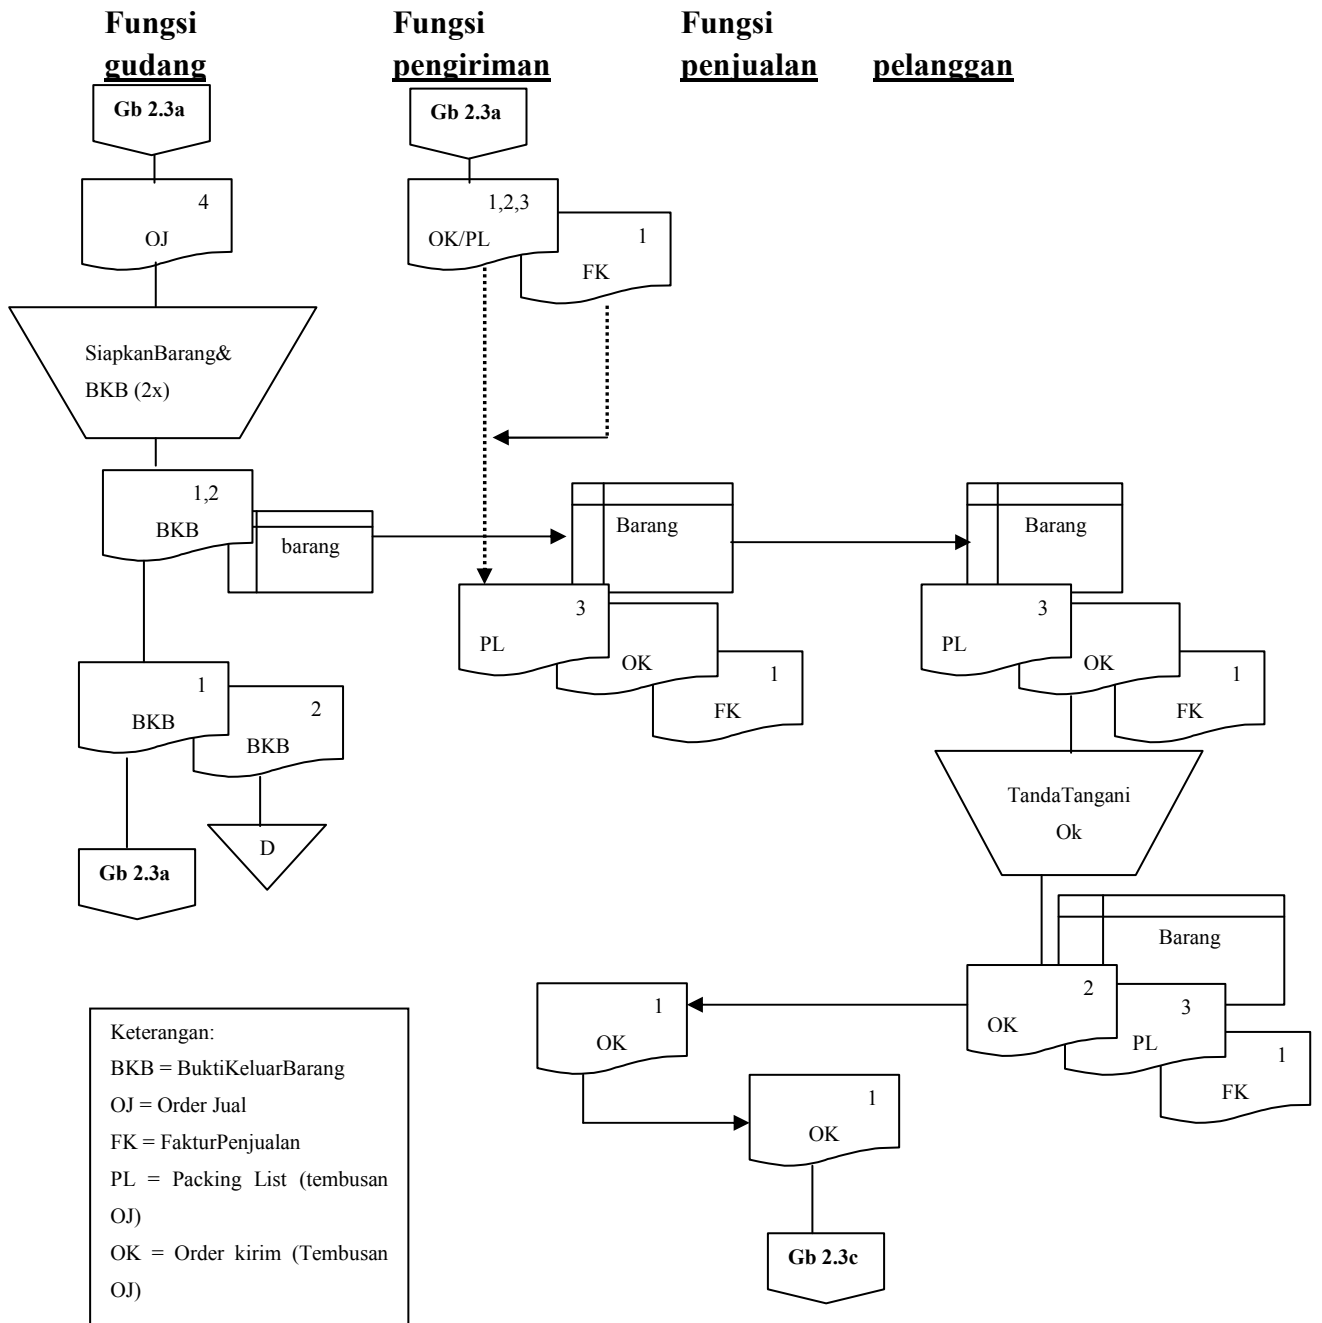 Fungsi gudang
Fungsi pengiriman
Fungsi penjualan
pelanggan
Gb 2.3a
Gb 2.3a
4
OJ
1,2,3
OK/PL
1
FK
SiapkanBarang&
BKB (2x)
1,2
BKB
barang
Barang
Barang
3
PL
OK
1
FK
3
PL
OK
1
FK
1
BKB
2
BKB
D
Gb 2.3a
TandaTangani
Ok
Barang
2
OK
3
PL
1
FK
1
OK
1
OK
Gb 2.3c
Keterangan:
BKB = BuktiKeluarBarang
OJ = Order Jual
FK = FakturPenjualan
PL = Packing List (tembusan
OJ)
OK = Order kirim (Tembusan
OJ)